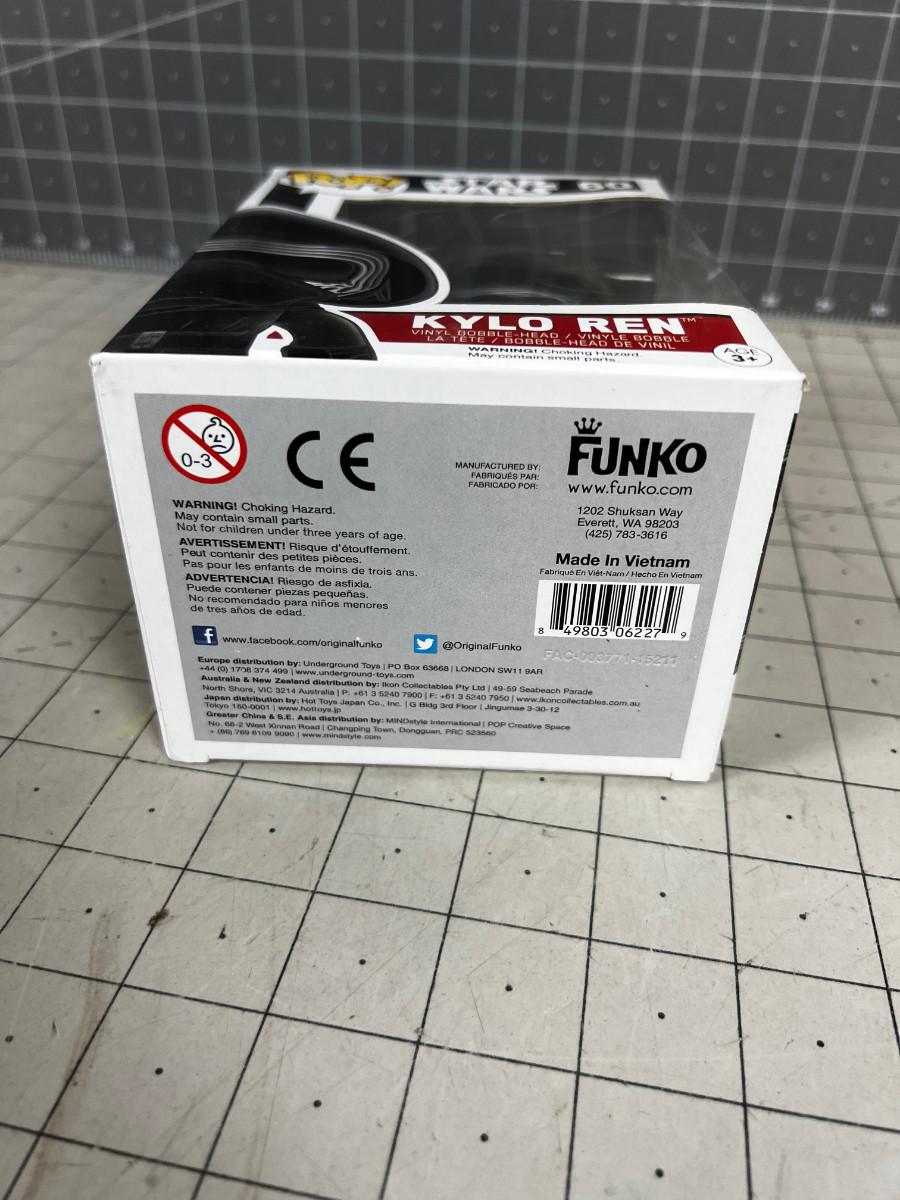 POP!
STAR
WARS
60
KYLO REN™
VINYL BOBBLE-HEAD / VINYLE BOBBLE
LA TÊTE / BOBBLE-HEAD DE VINIL
WARNING! Choking Hazard.
May contain small parts.
AGE
3+
0-3
CE
MANUFACTURED BY:
FABRIQUÉS PAR:
FABRICADO POR:
FUNKO
www.funko.com
1202 Shuksan Way
Everett, WA 98203
(425) 783-3616
WARNING! Choking Hazard.
May contain small parts.
Not for children under three years of age.
AVERTISSEMENT! Risque d'étouffement.
Peut contenir des petites pièces.
Pas pour les enfants de moins de trois ans.
ADVERTENCIA! Riesgo de asfixia.
Puede contener piezas pequeñas.
No recomendado para niños menores
de tres años de edad.
Made In Vietnam
Fabriqué En Viêt-Nam / Hecho En Vietnam
8 49803 06227 9
FAC-003771-15211
www.facebook.com/originalfunko
@OriginalFunko
Europe distribution by: Underground Toys | PO Box 63668 | LONDON SW11 9AR
+44 (0) 1708 374 499 | www.underground-toys.com
Australia & New Zealand distribution by: Ikon Collectables Pty Ltd | 49-59 Seabeach Parade
North Shore, VIC 3214 Australia | P: +61 3 5240 7900 | F: +61 3 5240 7950 | www.ikoncollectables.com.au
Japan distribution by: Hot Toys Japan Co., Inc. | G Bldg 3rd Floor | Jingumae 3-30-12
Tokyo 150-0001 | www.hottoys.jp
Greater China & S.E. Asia distribution by: MINDstyle International | POP Creative Space
No. 68-2 West Xinnan Road | Changping Town, Dongguan, PRC 523560
+ (86) 769 8109 9090 | www.mindstyle.com